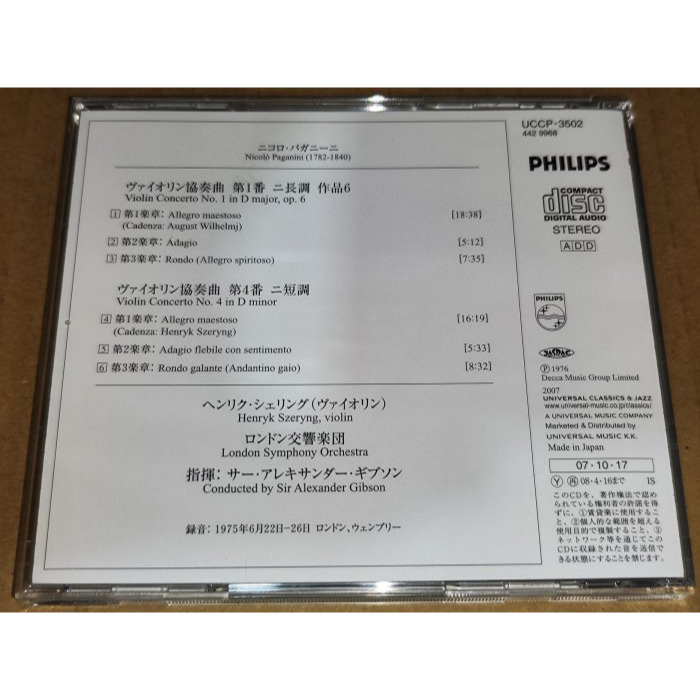 ニコロ・パガニーニ
Nicolò Paganini (1782-1840)
ヴァイオリン協奏曲 第1番 ニ長調 作品6
Violin Concerto No. 1 in D major, op. 6
1 第1楽章: Allegro maestoso [18:38]
(Cadenza: August Wilhelmj)
2 第2楽章: Adagio [5:12]
3 第3楽章: Rondo (Allegro spiritoso) [7:35]
ヴァイオリン協奏曲 第4番 ニ短調
Violin Concerto No. 4 in D minor
4 第1楽章: Allegro maestoso [16:19]
(Cadenza: Henryk Szeryng)
5 第2楽章: Adagio flebile con sentimento [5:33]
6 第3楽章: Rondo galante (Andantino gaio) [8:32]
ヘンリク・シェリング(ヴァイオリン)
Henryk Szeryng, violin
ロンドン交響楽団
London Symphony Orchestra
指揮: サー・アレキサンダー・ギブソン
Conducted by Sir Alexander Gibson
録音: 1975年6月22日-26日 ロンドン、ウェンブリー
UCCP-3502
442 9966
PHILIPS
COMPACT
disc
DIGITAL AUDIO
STEREO
ADD
PHILIPS
JASRAC
Ⓟ 1976
Decca Music Group Limited
2007
UNIVERSAL CLASSICS & JAZZ
www.universal-music.co.jp/classics/
A UNIVERSAL MUSIC COMPANY
Marketed & Distributed by
UNIVERSAL MUSIC K.K.
Made in Japan
07・10・17
Ⓨ 再 08・4・16まで IS
このCDを、著作権法で認め
られている権利者の許諾を得
ずに、①賃貸業に使用するこ
と、②個人的な範囲を超える
使用目的で複製すること、③
ネットワーク等を通じてこの
CDに収録された音を送信で
きる状態にすることを禁じます。